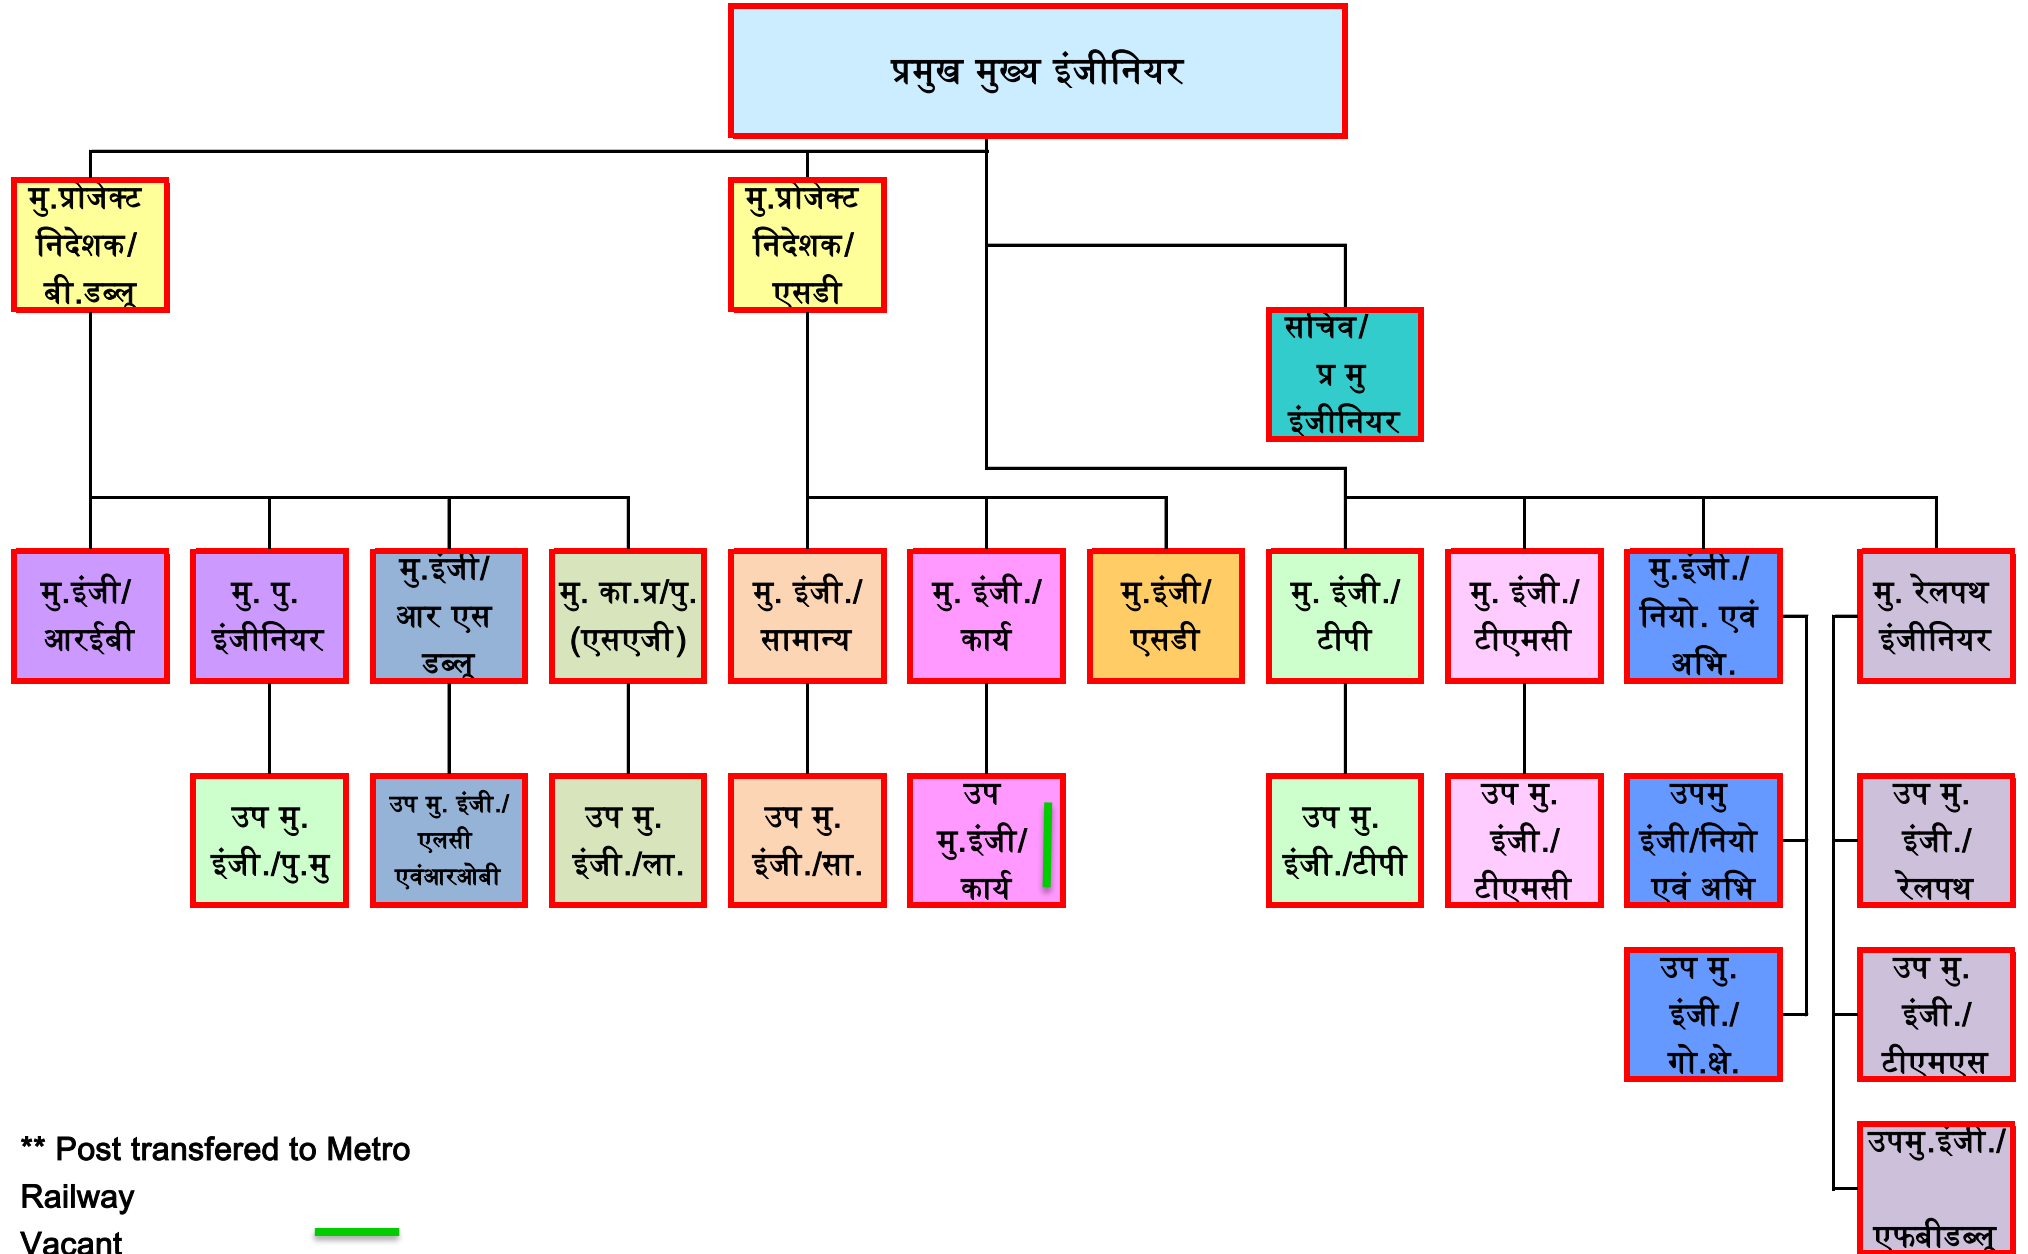 प्रमुख मुख्य इंजीनियर
मु.प्रोजेक्ट
निदेशक/
बी.डब्लू
मु.प्रोजेक्ट
निदेशक/
एसडी
सचिव/
प्र मु
इंजीनियर
मु.इंजी/
आरईबी
मु. पु.
इंजीनियर
मु.इंजी/
आर एस
डब्लू
मु. का.प्र/पु.
(एसएजी)
मु. इंजी./
सामान्य
मु. इंजी./
कार्य
मु.इंजी/
एसडी
मु. इंजी./
टीपी
मु. इंजी./
टीएमसी
मु.इंजी./
नियो. एवं
अभि.
मु. रेलपथ
इंजीनियर
उप मु.
इंजी./पु.मु
उप मु. इंजी./
एलसी
एवंआरओबी
उप मु.
इंजी./ला.
उप मु.
इंजी./सा.
उप
मु.इंजी/
कार्य
उप मु.
इंजी./टीपी
उप मु.
इंजी./
टीएमसी
उपमु
इंजी/नियो
एवं अभि
उप मु.
इंजी./
रेलपथ
उप मु.
इंजी./
गो.क्षे.
उप मु.
इंजी./
टीएमएस
उपमु.इंजी./
एफबीडब्लू
** Post transfered to Metro
Railway
Vacant